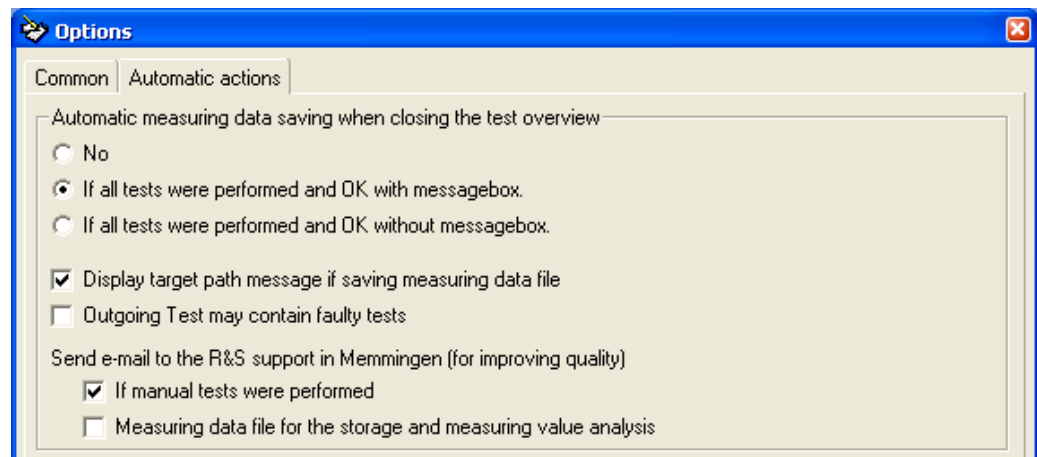 Options
Common Automatic actions
Automatic measuring data saving when closing the test overview
No
If all tests were performed and OK with messagebox.
If all tests were performed and OK without messagebox.
Display target path message if saving measuring data file
Outgoing Test may contain faulty tests
Send e-mail to the R&S support in Memmingen (for improving quality)
If manual tests were performed
Measuring data file for the storage and measuring value analysis